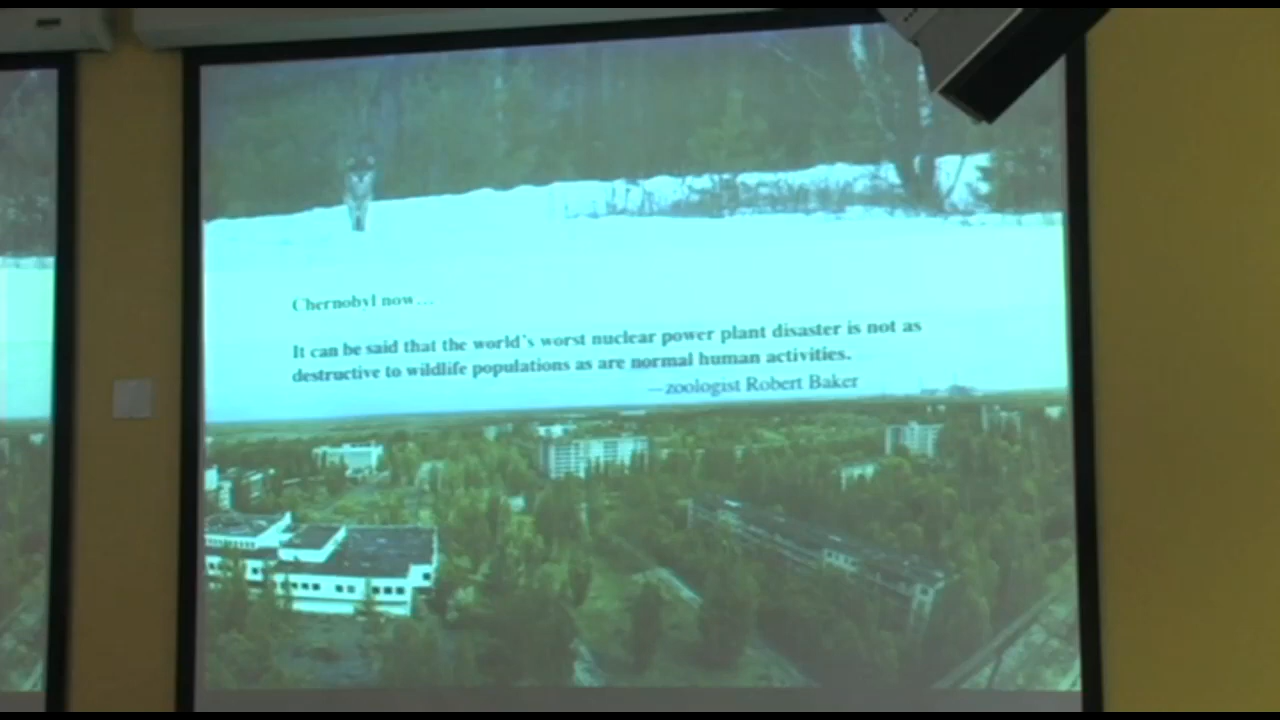 Chernobyl now…
It can be said that the world's worst nuclear power plant disaster is not as
destructive to wildlife populations as are normal human activities.
—zoologist Robert Baker